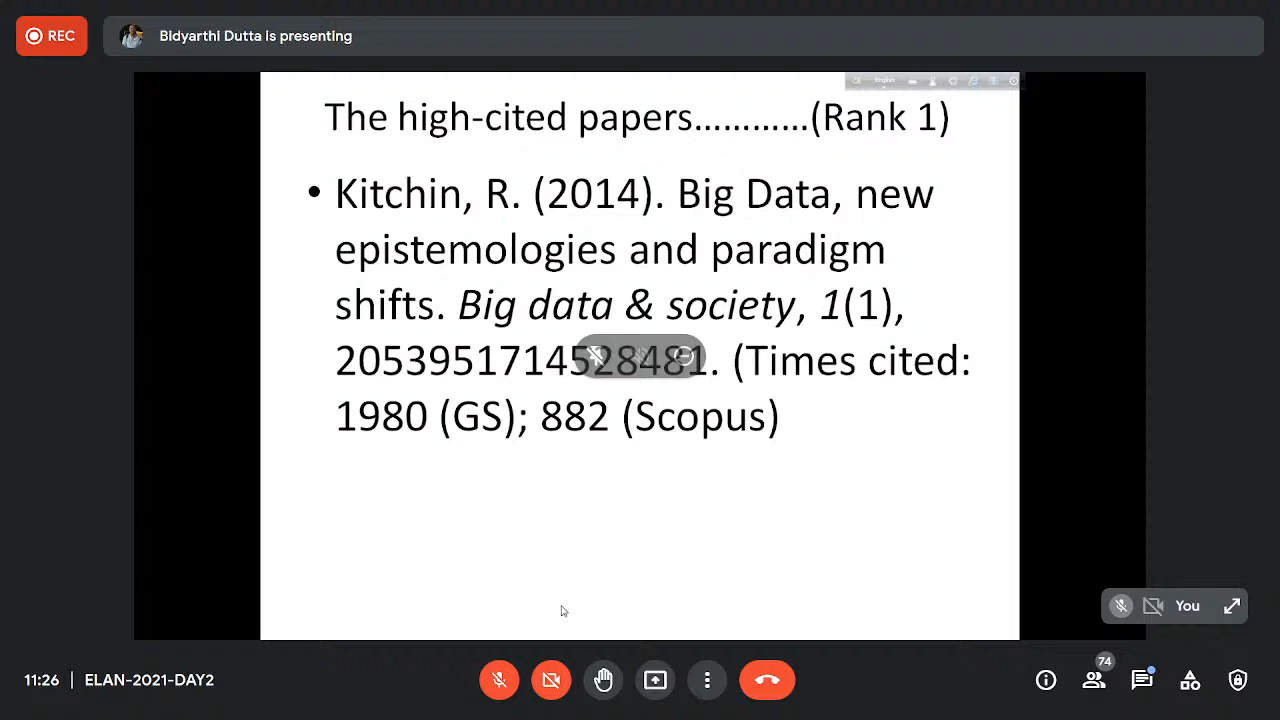 REC
Bidyarthi Dutta is presenting
English
The high-cited papers............(Rank 1)
• Kitchin, R. (2014). Big Data, new
epistemologies and paradigm
shifts. Big data & society, 1(1),
2053951714528481. (Times cited:
1980 (GS); 882 (Scopus)
You
74
11:26 | ELAN-2021-DAY2